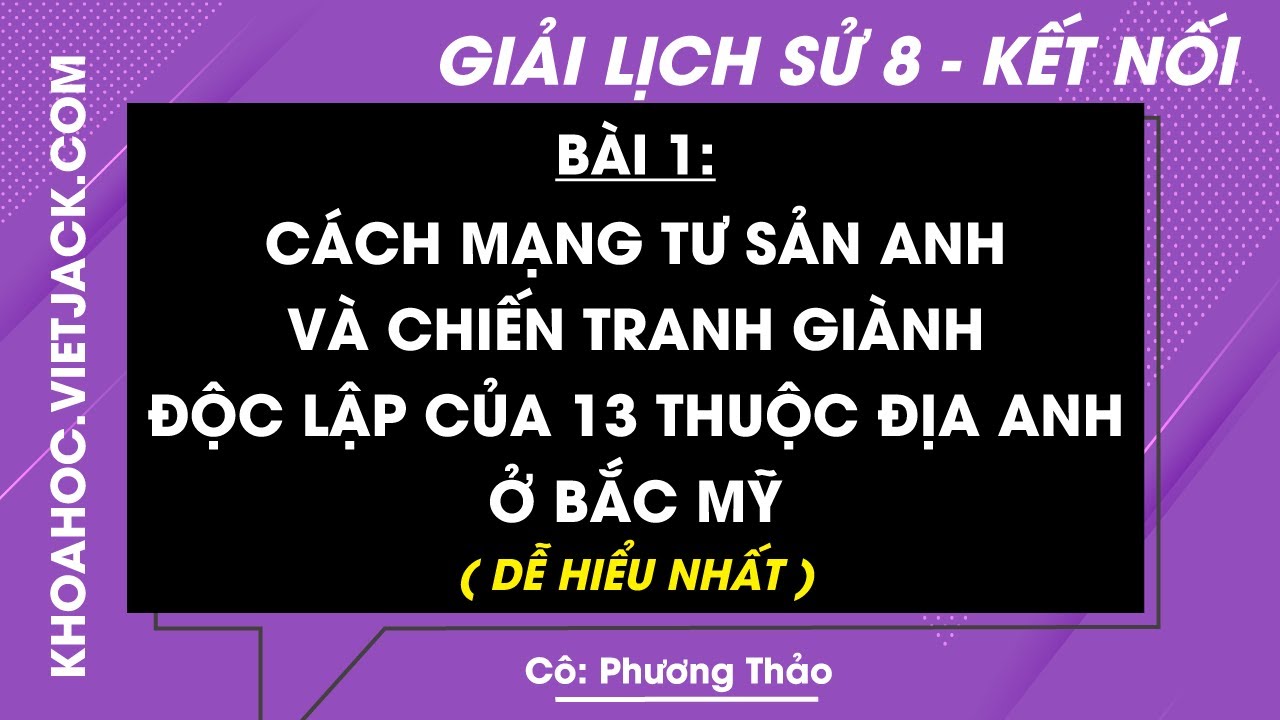 GIẢI LỊCH SỬ 8 - KẾT NỐI
KHOAHOC.VIETJACK.COM
BÀI 1:
CÁCH MẠNG TƯ SẢN ANH
VÀ CHIẾN TRANH GIÀNH
ĐỘC LẬP CỦA 13 THUỘC ĐỊA ANH
Ở BẮC MỸ
( DỄ HIỂU NHẤT )
Cô: Phương Thảo